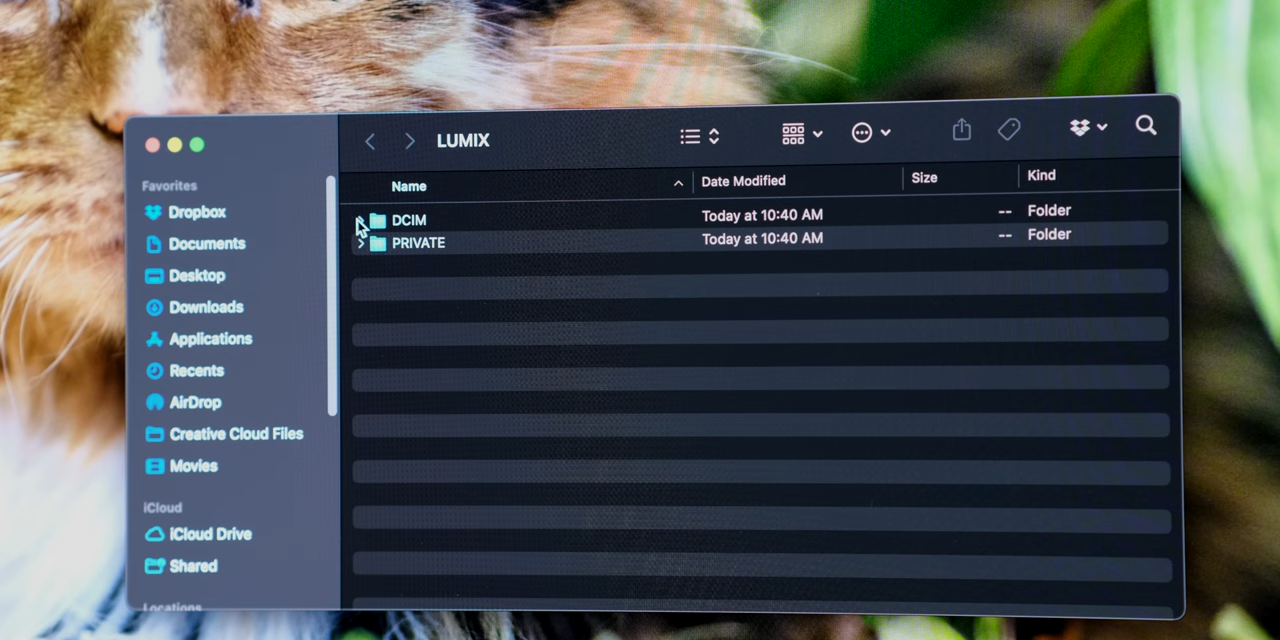 LUMIX
Name Date Modified Size Kind
DCIM Today at 10:40 AM -- Folder
PRIVATE Today at 10:40 AM -- Folder
Favorites
Dropbox
Documents
Desktop
Downloads
Applications
Recents
AirDrop
Creative Cloud Files
Movies
iCloud
iCloud Drive
Shared
Locations